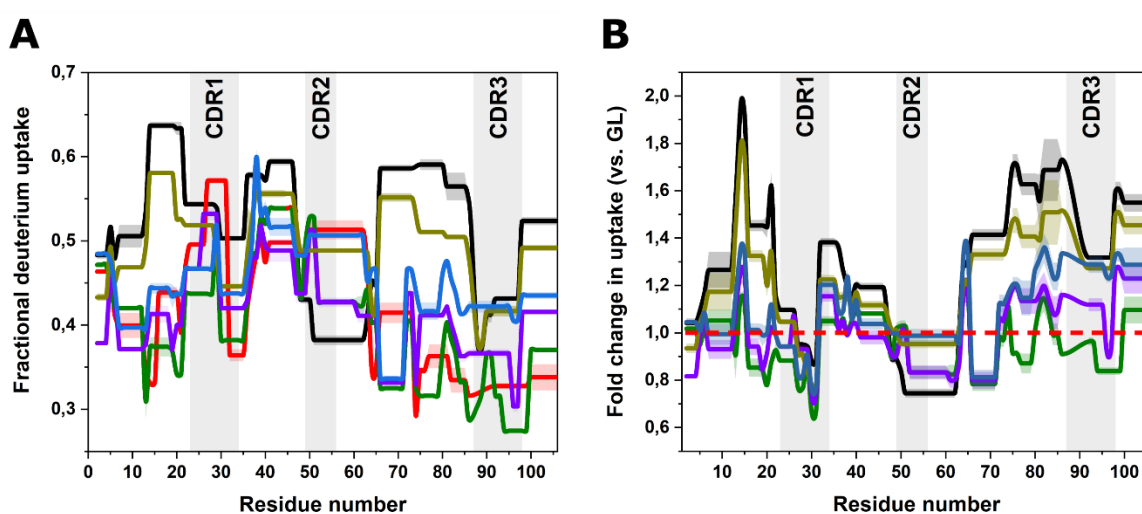 A
B
CDR1
CDR2
CDR3
CDR1
CDR2
CDR3
Fractional deuterium uptake
0,7
0,6
0,5
0,4
0,3
0 10 20 30 40 50 60 70 80 90 100
Residue number
Fold change in uptake (vs. GL)
2,0
1,8
1,6
1,4
1,2
1,0
0,8
0,6
0 10 20 30 40 50 60 70 80 90 100
Residue number